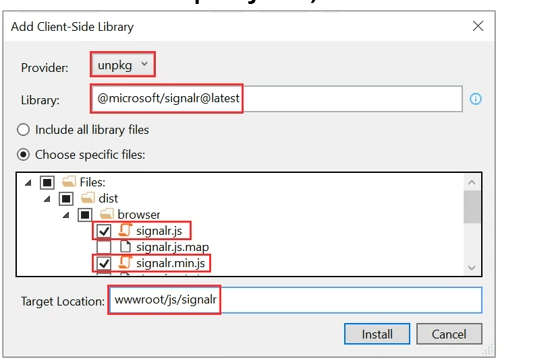 Add Client-Side Library
Provider: unpkg
Library: @microsoft/signalr@latest
Include all library files
Choose specific files:
Files:
dist
browser
signalr.js
signalr.js.map
signalr.min.js
Target Location: wwwroot/js/signalr
Install Cancel